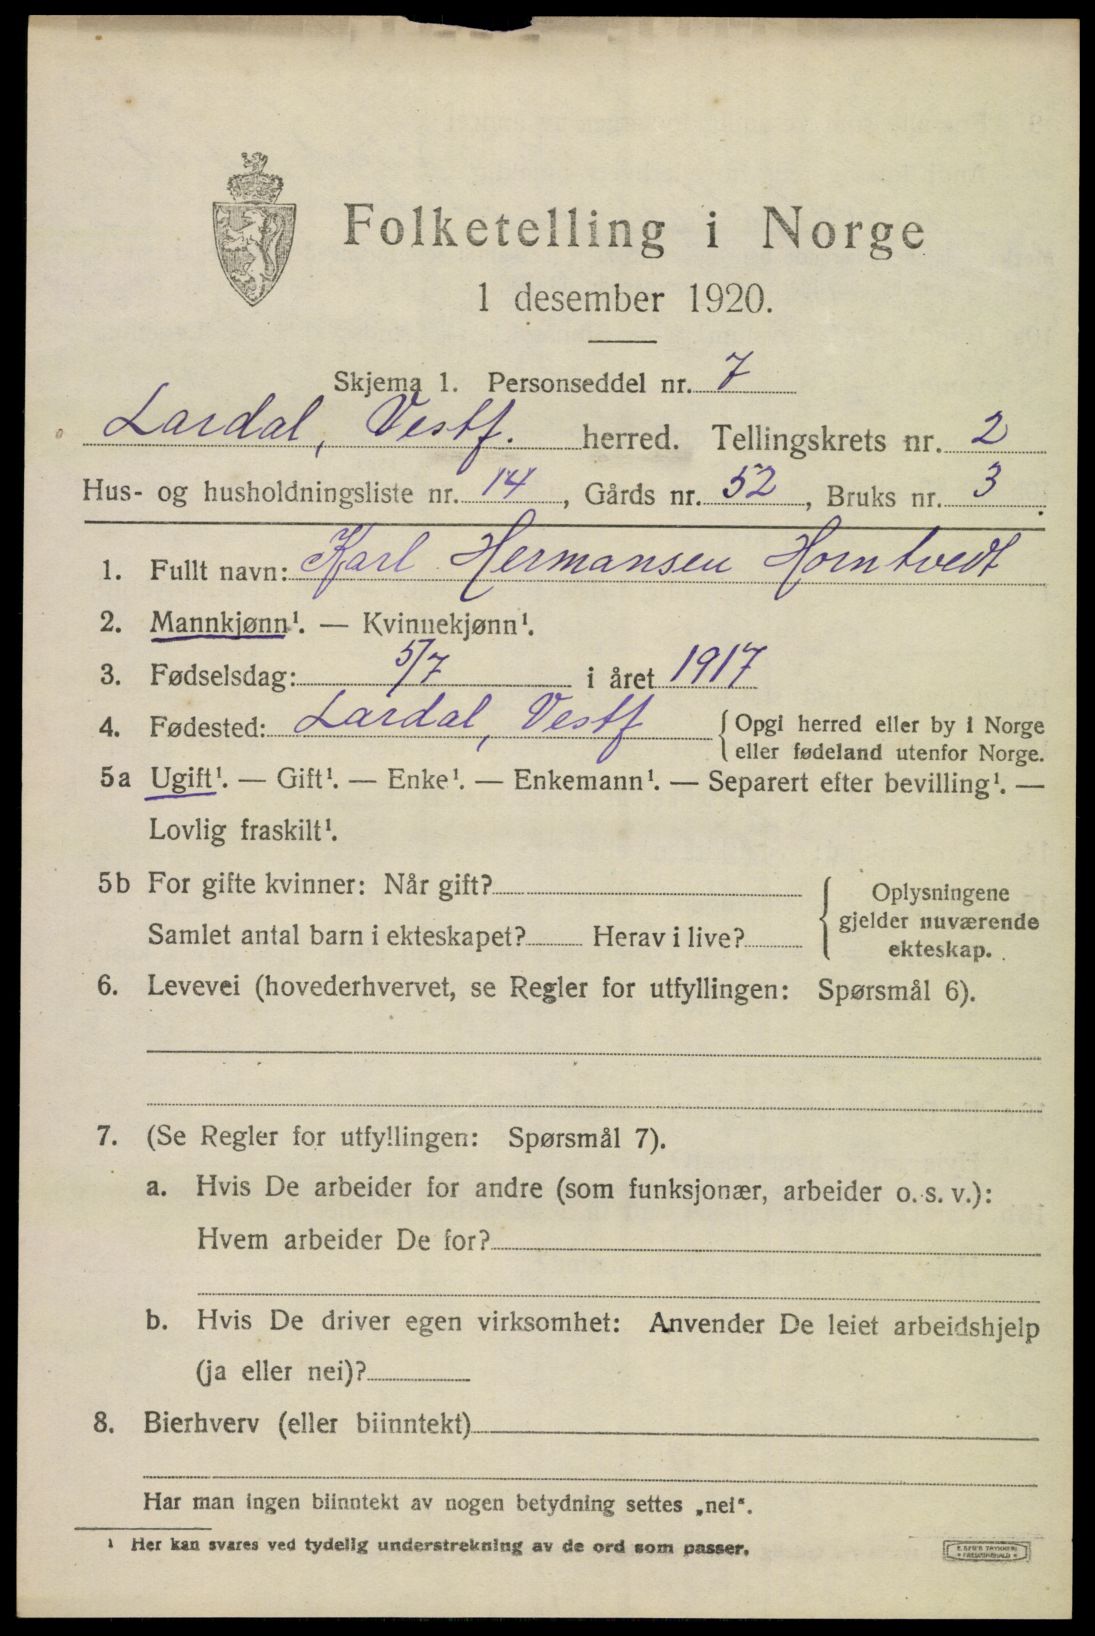 Folketelling i Norge
1 desember 1920.
Skjema 1. Personseddel nr. 7
Lardal, Vestf. herred. Tellingskrets nr. 2
Hus- og husholdningsliste nr. 14, Gårds nr. 52, Bruks nr. 3.
1. Fullt navn: Karl Hermansen Horntvedt
2. Mannkjønn¹. — Kvinnekjønn¹.
3. Fødselsdag: 5/7 i året 1917
4. Fødested: Lardal, Vestf { Opgi herred eller by i Norge
eller fødeland utenfor Norge.
5a Ugift¹. — Gift¹. — Enke¹. — Enkemann¹. — Separert efter bevilling¹. —
Lovlig fraskilt¹.
5b For gifte kvinner: Når gift?
Samlet antal barn i ekteskapet? Herav i live?
{ Oplysningene
gjelder nuværende
ekteskap.
6. Levevei (hovederhvervet, se Regler for utfyllingen: Spørsmål 6).
7. (Se Regler for utfyllingen: Spørsmål 7).
a. Hvis De arbeider for andre (som funksjonær, arbeider o. s. v.):
Hvem arbeider De for?
b. Hvis De driver egen virksomhet: Anvender De leiet arbeidshjelp
(ja eller nei)?
8. Bierhverv (eller biinntekt)
Har man ingen biinntekt av nogen betydning settes „nei“.
¹ Her kan svares ved tydelig understrekning av de ord som passer.